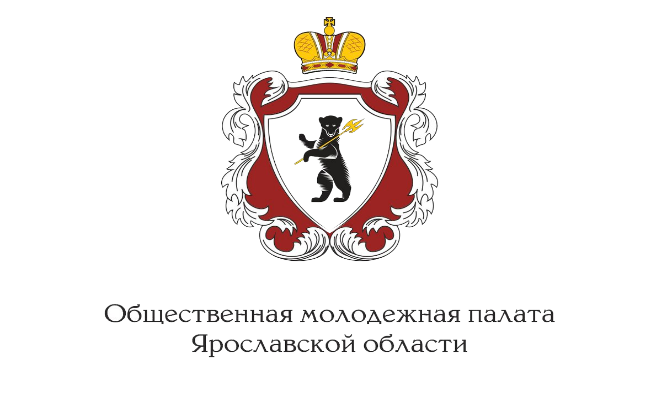 Общественная молодежная палата
Ярославской области